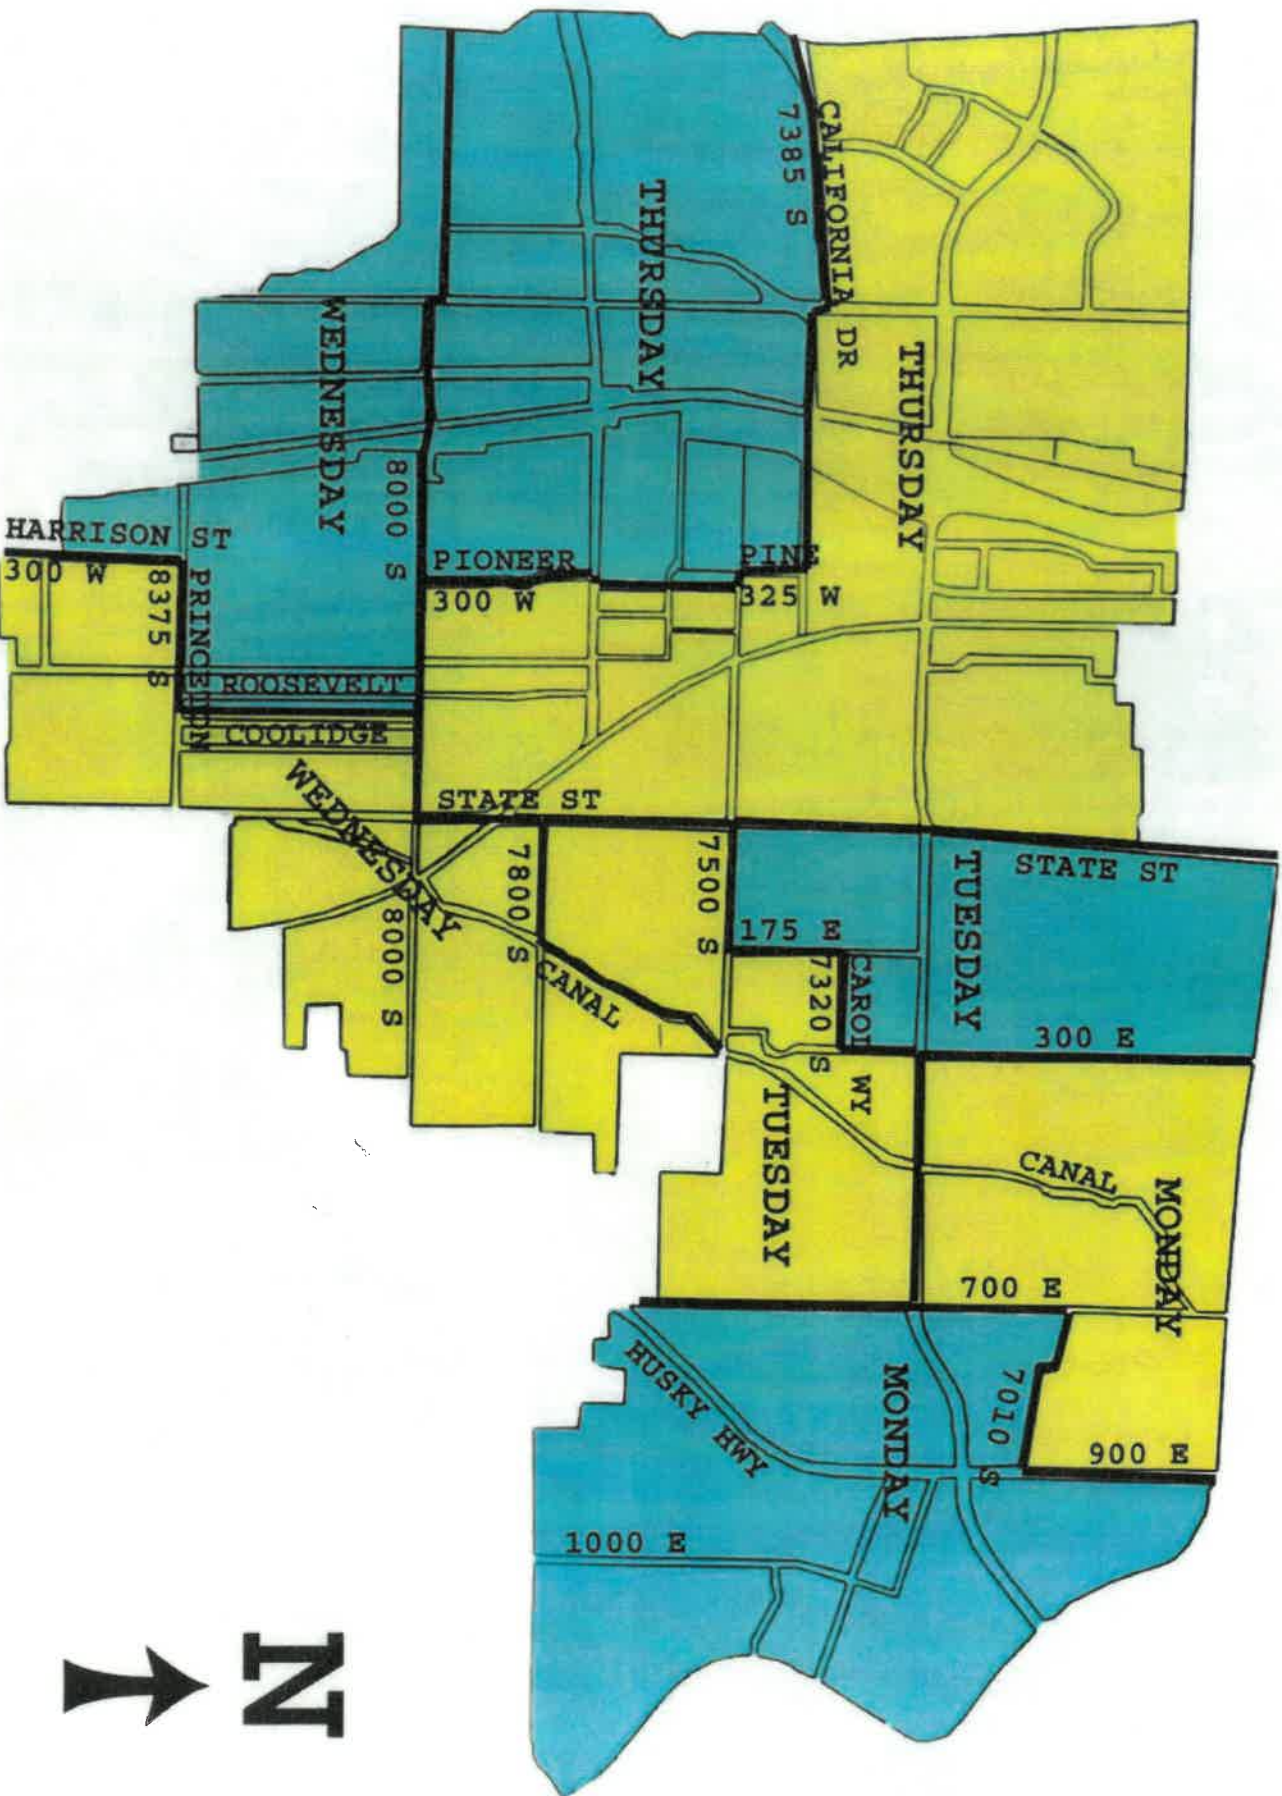 CALIFORNIA DR
7385 S
THURSDAY
THURSDAY
WEDNESDAY
8000 S
HARRISON ST
300 W
PIONEER
300 W
PINE
325 W
8375 S
PRINCETON
ROOSEVELT
COOLIDGE
WEDNESDAY
STATE ST
STATE ST
7800 S
7500 S
8000 S
CANAL
175 E
7320 S
CAROL WY
TUESDAY
300 E
TUESDAY
CANAL
MONDAY
700 E
HUSKY HWY
MONDAY
7010 S
900 E
1000 E
N